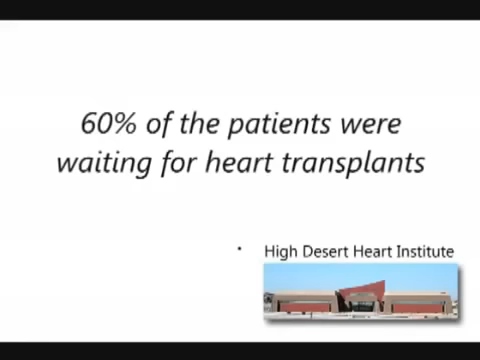 60% of the patients were
waiting for heart transplants
• High Desert Heart Institute